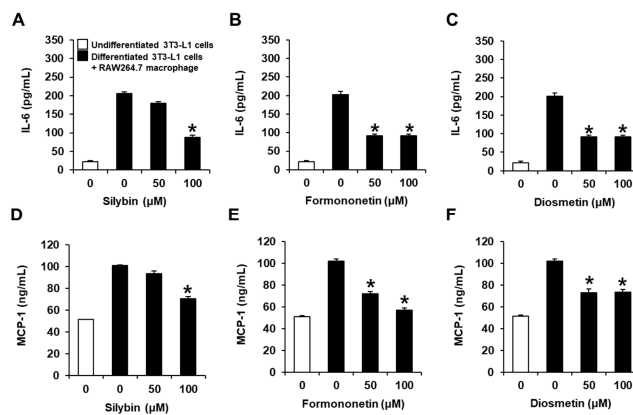 A
B
C
Undifferentiated 3T3-L1 cells
Differentiated 3T3-L1 cells
+ RAW264.7 macrophage
IL-6 (pg/mL)
350
300
250
200
150
100
50
0
*
0 0 50 100
Silybin (µM)
IL-6 (pg/mL)
350
300
250
200
150
100
50
0
* *
0 0 50 100
Formononetin (µM)
IL-6 (pg/mL)
350
300
250
200
150
100
50
0
* *
0 0 50 100
Diosmetin (µM)
D
E
F
MCP-1 (ng/mL)
120
100
80
60
40
20
0
*
0 0 50 100
Silybin (µM)
MCP-1 (ng/mL)
120
100
80
60
40
20
0
* *
0 0 50 100
Formononetin (µM)
MCP-1 (ng/mL)
120
100
80
60
40
20
0
* *
0 0 50 100
Diosmetin (µM)